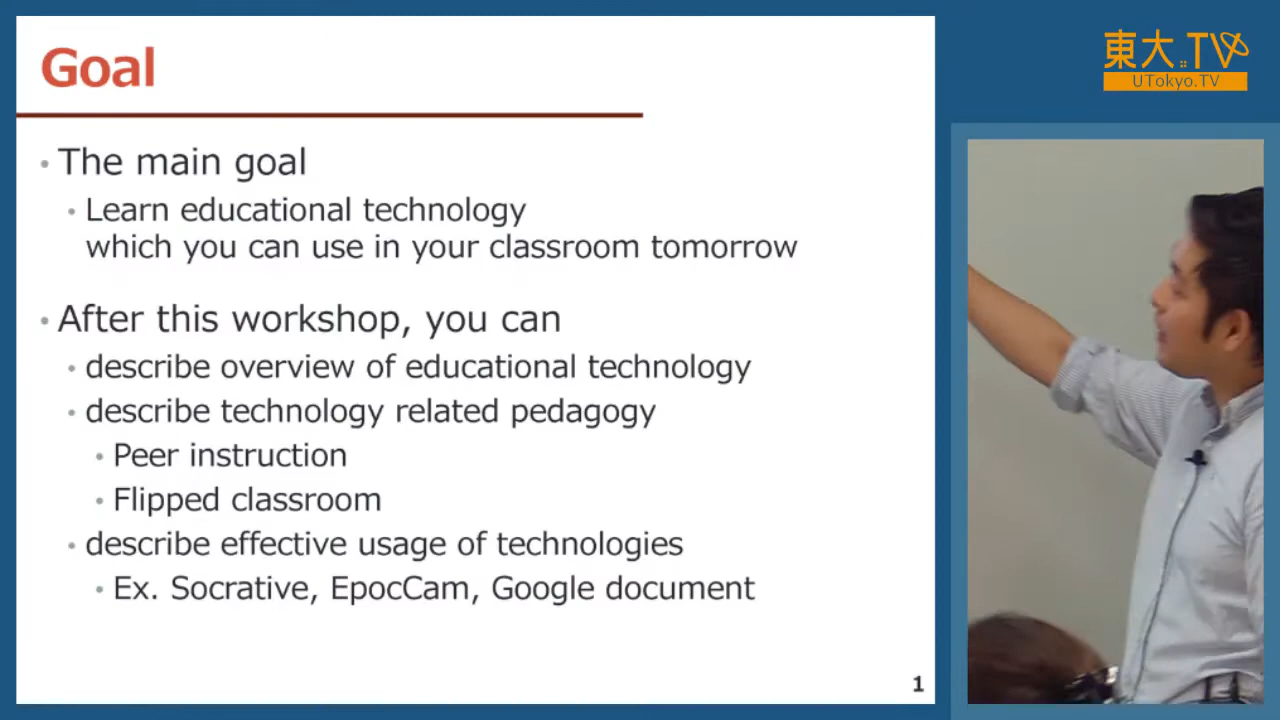 Goal
• The main goal
• Learn educational technology
which you can use in your classroom tomorrow
• After this workshop, you can
• describe overview of educational technology
• describe technology related pedagogy
• Peer instruction
• Flipped classroom
• describe effective usage of technologies
• Ex. Socrative, EpocCam, Google document
1
東大.TV
UTokyo.TV